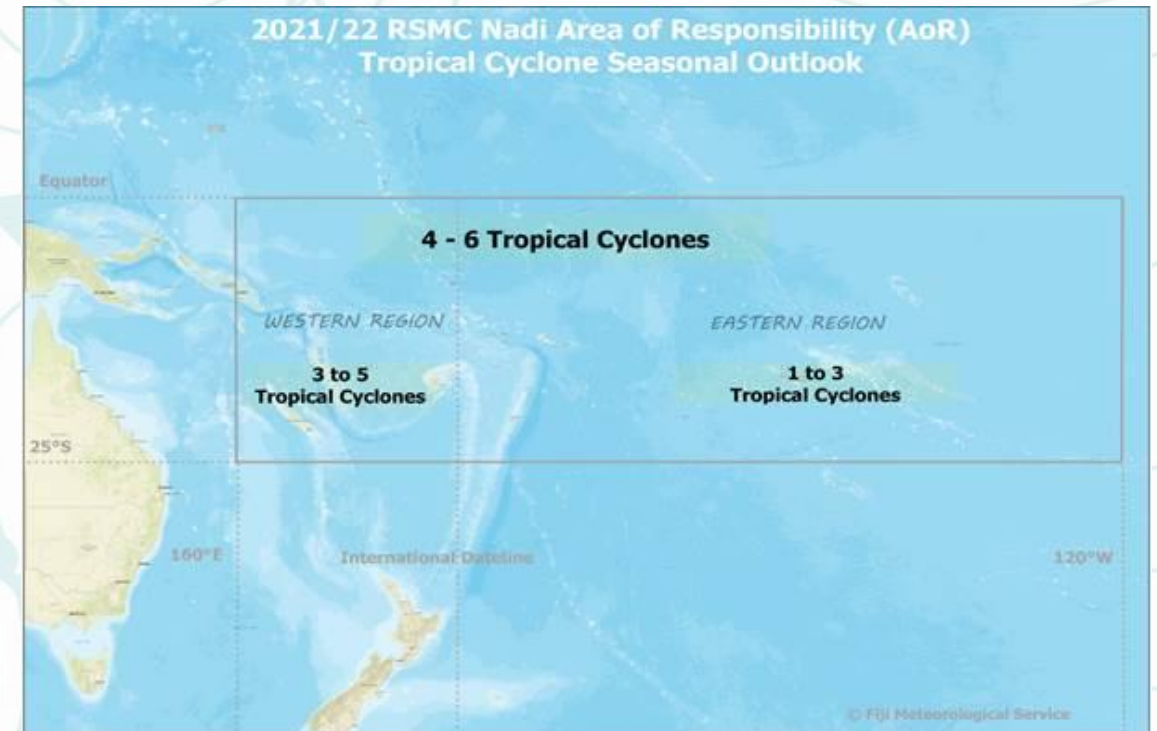 2021/22 RSMC Nadi Area of Responsibility (AoR)
Tropical Cyclone Seasonal Outlook
Equator
4 - 6 Tropical Cyclones
WESTERN REGION
EASTERN REGION
3 to 5
Tropical Cyclones
1 to 3
Tropical Cyclones
25°S
160°E
International Dateline
120°W
© Fiji Meteorological Service